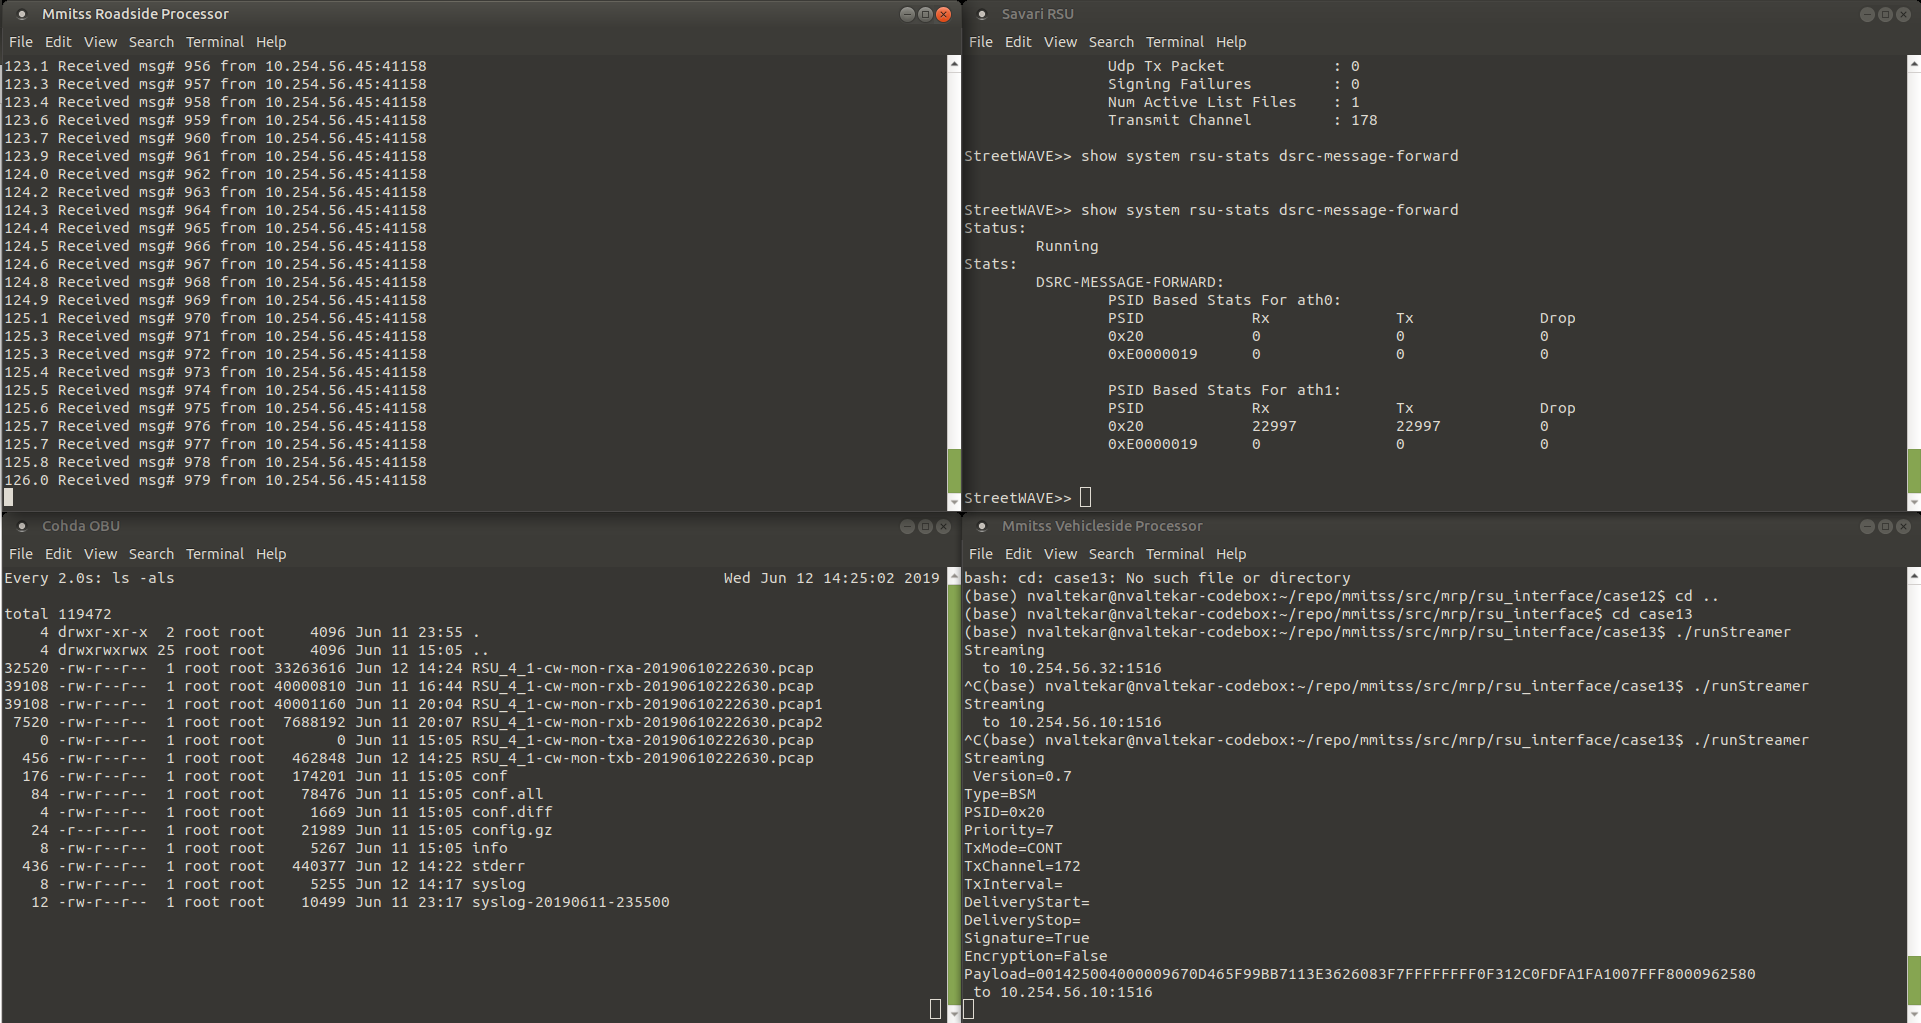 Mmitss Roadside Processor
File Edit View Search Terminal Help
123.1 Received msg# 956 from 10.254.56.45:41158
123.3 Received msg# 957 from 10.254.56.45:41158
123.4 Received msg# 958 from 10.254.56.45:41158
123.6 Received msg# 959 from 10.254.56.45:41158
123.7 Received msg# 960 from 10.254.56.45:41158
123.9 Received msg# 961 from 10.254.56.45:41158
124.0 Received msg# 962 from 10.254.56.45:41158
124.2 Received msg# 963 from 10.254.56.45:41158
124.3 Received msg# 964 from 10.254.56.45:41158
124.4 Received msg# 965 from 10.254.56.45:41158
124.5 Received msg# 966 from 10.254.56.45:41158
124.6 Received msg# 967 from 10.254.56.45:41158
124.8 Received msg# 968 from 10.254.56.45:41158
124.9 Received msg# 969 from 10.254.56.45:41158
125.1 Received msg# 970 from 10.254.56.45:41158
125.3 Received msg# 971 from 10.254.56.45:41158
125.3 Received msg# 972 from 10.254.56.45:41158
125.4 Received msg# 973 from 10.254.56.45:41158
125.5 Received msg# 974 from 10.254.56.45:41158
125.6 Received msg# 975 from 10.254.56.45:41158
125.7 Received msg# 976 from 10.254.56.45:41158
125.7 Received msg# 977 from 10.254.56.45:41158
125.8 Received msg# 978 from 10.254.56.45:41158
126.0 Received msg# 979 from 10.254.56.45:41158
Savari RSU
File Edit View Search Terminal Help
Udp Tx Packet : 0
Signing Failures : 0
Num Active List Files : 1
Transmit Channel : 178
StreetWAVE>> show system rsu-stats dsrc-message-forward
StreetWAVE>> show system rsu-stats dsrc-message-forward
Status:
Running
Stats:
DSRC-MESSAGE-FORWARD:
PSID Based Stats For ath0:
PSID Rx Tx Drop
0x20 0 0 0
0xE0000019 0 0 0
PSID Based Stats For ath1:
PSID Rx Tx Drop
0x20 22997 22997 0
0xE0000019 0 0 0
StreetWAVE>>
Cohda OBU
File Edit View Search Terminal Help
Every 2.0s: ls -als Wed Jun 12 14:25:02 2019
total 119472
4 drwxr-xr-x 2 root root 4096 Jun 11 23:55 .
4 drwxrwxrwx 25 root root 4096 Jun 11 15:05 ..
32520 -rw-r--r-- 1 root root 33263616 Jun 12 14:24 RSU_4_1-cw-mon-rxa-20190610222630.pcap
39108 -rw-r--r-- 1 root root 40000810 Jun 11 16:44 RSU_4_1-cw-mon-rxb-20190610222630.pcap
39108 -rw-r--r-- 1 root root 40001160 Jun 11 20:04 RSU_4_1-cw-mon-rxb-20190610222630.pcap1
7520 -rw-r--r-- 1 root root 7688192 Jun 11 20:07 RSU_4_1-cw-mon-rxb-20190610222630.pcap2
0 -rw-r--r-- 1 root root 0 Jun 11 15:05 RSU_4_1-cw-mon-txa-20190610222630.pcap
456 -rw-r--r-- 1 root root 462848 Jun 12 14:25 RSU_4_1-cw-mon-txb-20190610222630.pcap
176 -rw-r--r-- 1 root root 174201 Jun 11 15:05 conf
84 -rw-r--r-- 1 root root 78476 Jun 11 15:05 conf.all
4 -rw-r--r-- 1 root root 1669 Jun 11 15:05 conf.diff
24 -r--r--r-- 1 root root 21989 Jun 11 15:05 config.gz
8 -rw-r--r-- 1 root root 5267 Jun 11 15:05 info
436 -rw-r--r-- 1 root root 440377 Jun 12 14:22 stderr
8 -rw-r--r-- 1 root root 5255 Jun 12 14:17 syslog
12 -rw-r--r-- 1 root root 10499 Jun 11 23:17 syslog-20190611-235500
Mmitss Vehicleside Processor
File Edit View Search Terminal Help
bash: cd: case13: No such file or directory
(base) nvaltekar@nvaltekar-codebox:~/repo/mmitss/src/mrp/rsu_interface/case12$ cd ..
(base) nvaltekar@nvaltekar-codebox:~/repo/mmitss/src/mrp/rsu_interface$ cd case13
(base) nvaltekar@nvaltekar-codebox:~/repo/mmitss/src/mrp/rsu_interface/case13$ ./runStreamer
Streaming
to 10.254.56.32:1516
^C(base) nvaltekar@nvaltekar-codebox:~/repo/mmitss/src/mrp/rsu_interface/case13$ ./runStreamer
Streaming
to 10.254.56.10:1516
^C(base) nvaltekar@nvaltekar-codebox:~/repo/mmitss/src/mrp/rsu_interface/case13$ ./runStreamer
Streaming
Version=0.7
Type=BSM
PSID=0x20
Priority=7
TxMode=CONT
TxChannel=172
TxInterval=
DeliveryStart=
DeliveryStop=
Signature=True
Encryption=False
Payload=001425004000009670D465F99BB7113E3626083F7FFFFFFFF0F312C0FDFA1FA1007FFF8000962580
to 10.254.56.10:1516